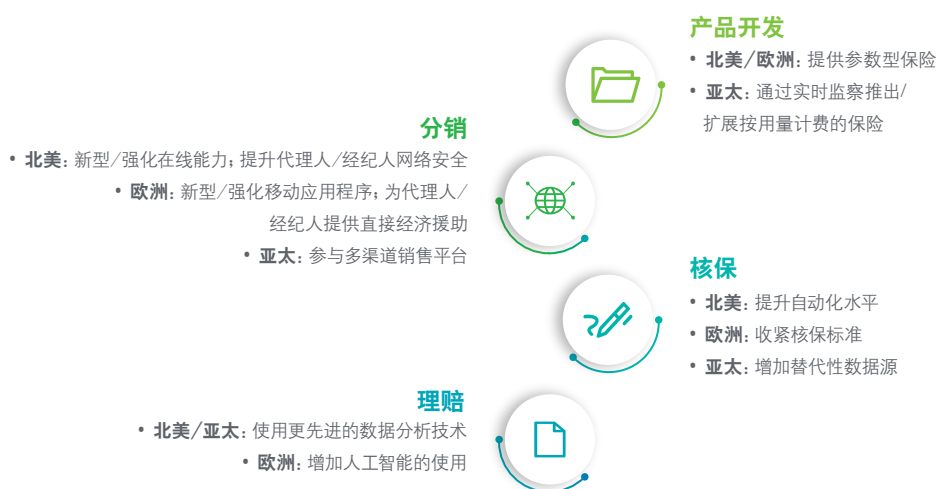 产品开发
• 北美/欧洲: 提供参数型保险
• 亚太: 通过实时监察推出/
扩展按用量计费的保险
分销
• 北美: 新型/强化在线能力; 提升代理人/经纪人网络安全
• 欧洲: 新型/强化移动应用程序; 为代理人/
经纪人提供直接经济援助
• 亚太: 参与多渠道销售平台
核保
• 北美: 提升自动化水平
• 欧洲: 收紧核保标准
• 亚太: 增加替代性数据源
理赔
• 北美/亚太: 使用更先进的数据分析技术
• 欧洲: 增加人工智能的使用